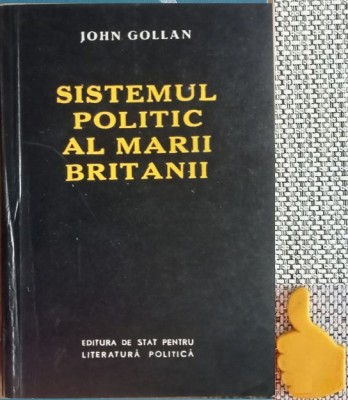 JOHN GOLLAN
SISTEMUL
POLITIC
AL MARII
BRITANII
EDITURA DE STAT PENTRU
LITERATURĂ POLITICĂ